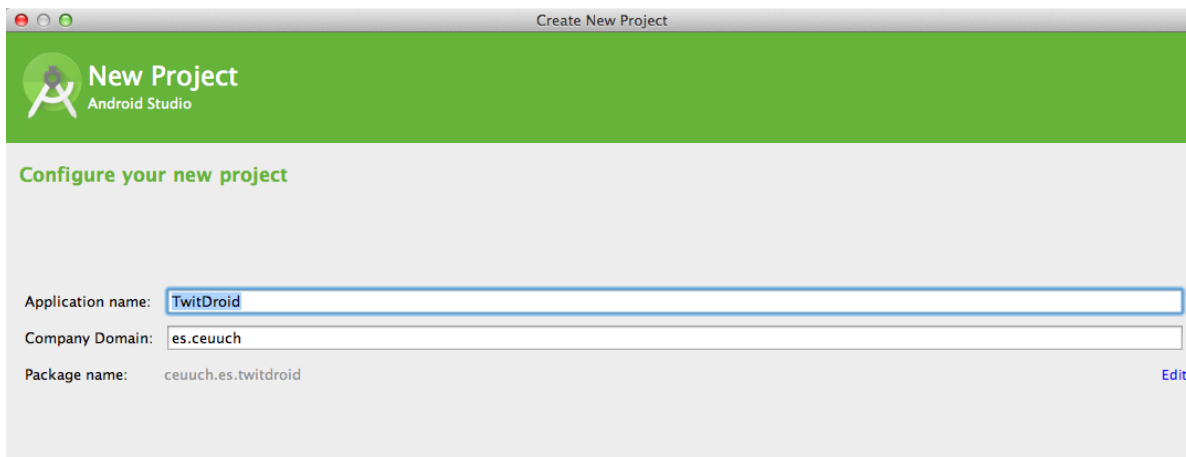 Create New Project
New Project
Android Studio
Configure your new project
Application name: TwitDroid
Company Domain: es.ceuuch
Package name: ceuuch.es.twitdroid Edit